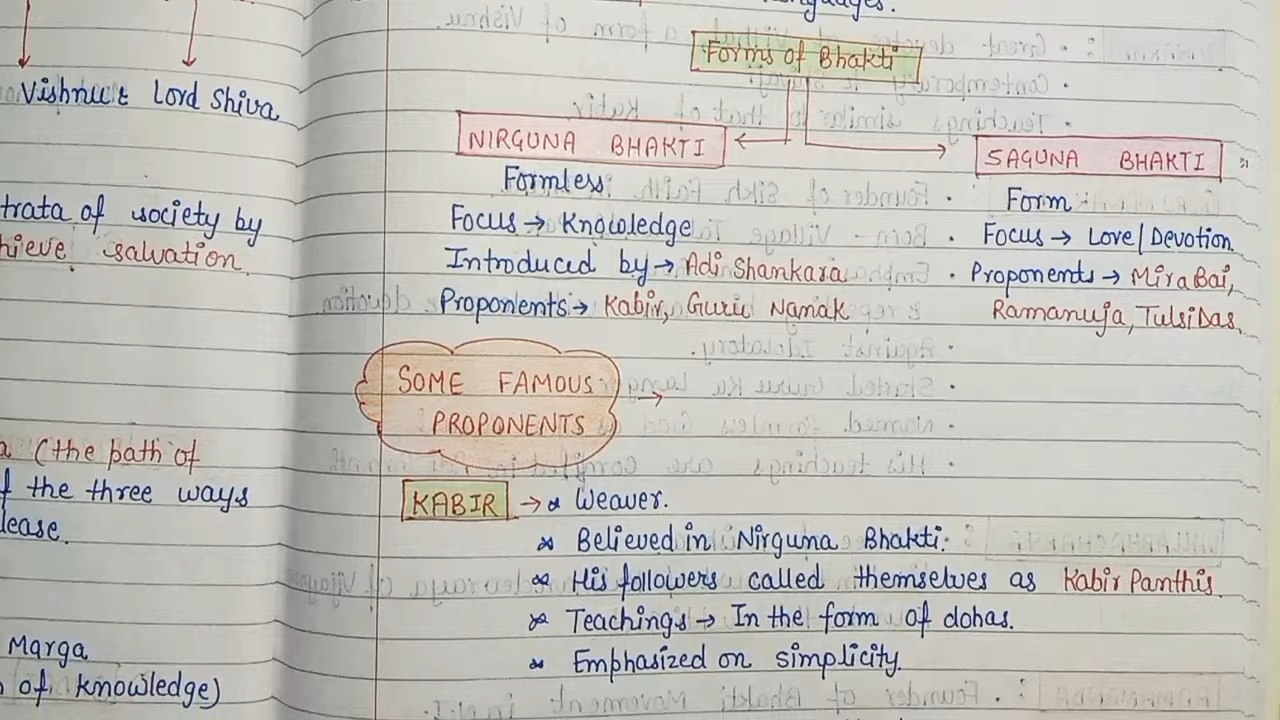 languages.
Forms of Bhakti
Vishnu & Lord Shiva
NIRGUNA BHAKTI
SAGUNA BHAKTI
Formless
Form
trata of society by
Focus → Knowledge
Focus → Love/Devotion.
hieve salvation.
Introduced by → Adi Shankara
Proponents → Mira Bai,
Proponents → Kabir, Guru Nanak
Ramanuja, Tulsi Das.
SOME FAMOUS
PROPONENTS
a (the path of
f the three ways
lease.
KABIR → Weaver.
Believed in Nirguna Bhakti.
His followers called themselves as Kabir Panthis.
Teachings → In the form of dohas.
Emphasized on simplicity.
Marga
of knowledge)